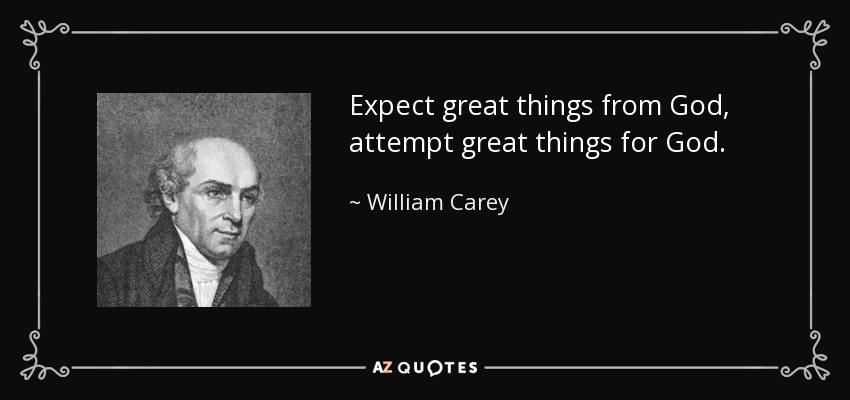 Expect great things from God,
attempt great things for God.
~ William Carey
AZ QUOTES